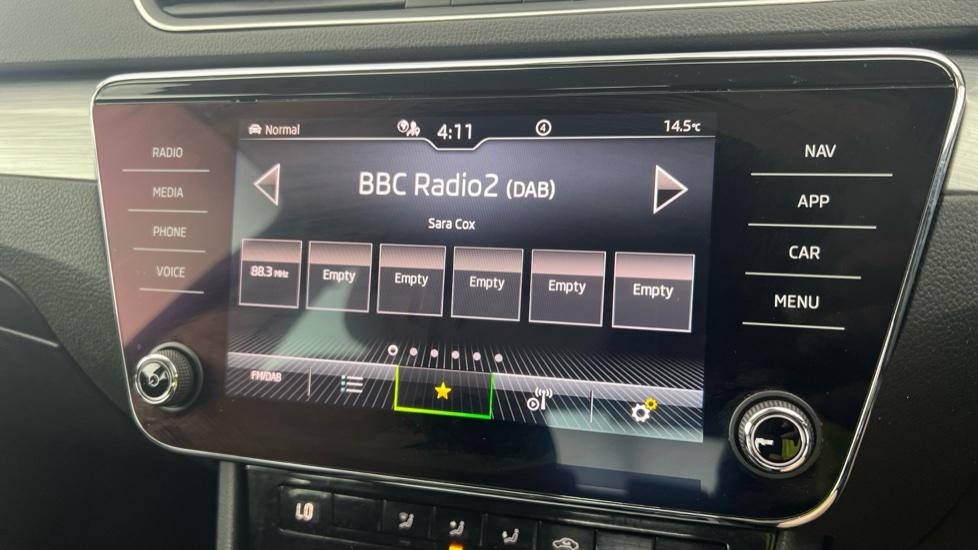 Normal 4:11 4 14.5°C
RADIO
MEDIA
PHONE
VOICE
BBC Radio2 (DAB)
Sara Cox
88.3 MHz Empty Empty Empty Empty Empty
FM/DAB
NAV
APP
CAR
MENU
LO